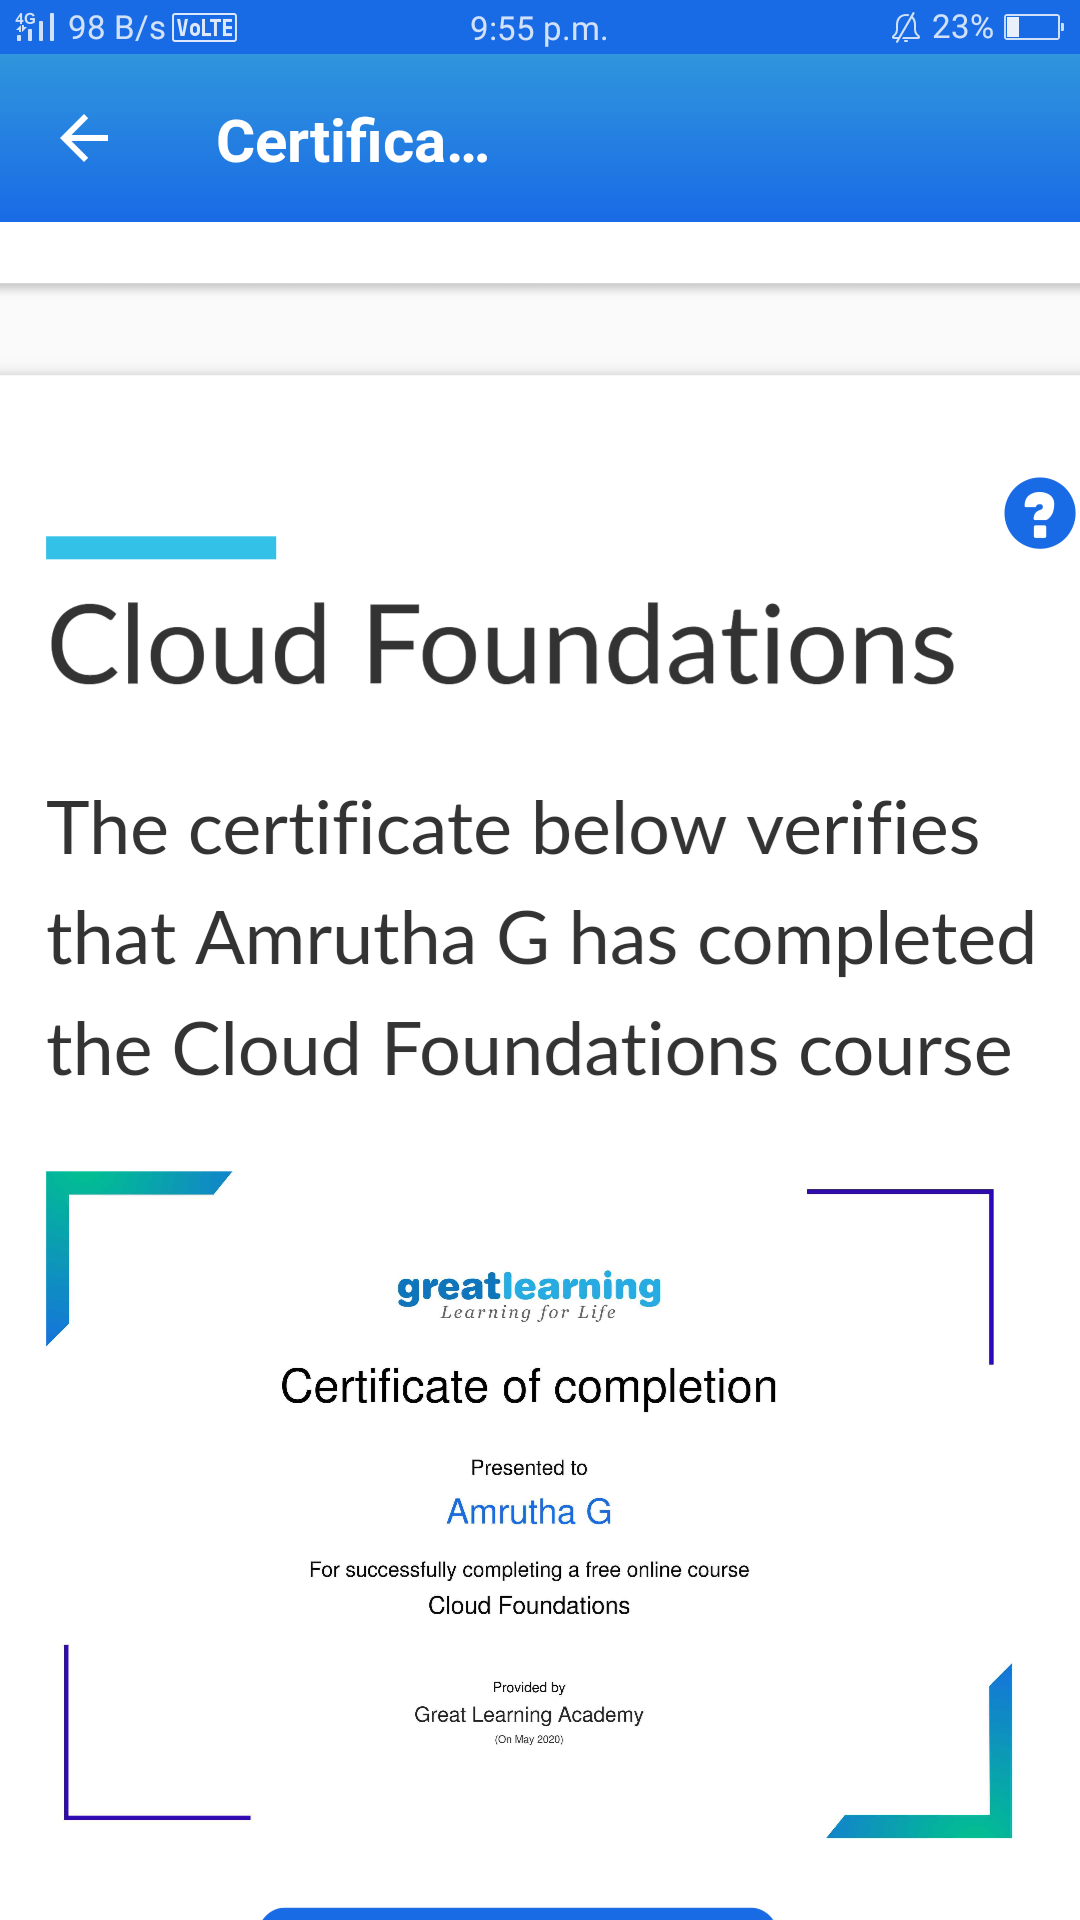 4G 98 B/s VoLTE 9:55 p.m. 23%
Certifica...
?
Cloud Foundations
The certificate below verifies
that Amrutha G has completed
the Cloud Foundations course
greatlearning
Learning for Life
Certificate of completion
Presented to
Amrutha G
For successfully completing a free online course
Cloud Foundations
Provided by
Great Learning Academy
(On May 2020)